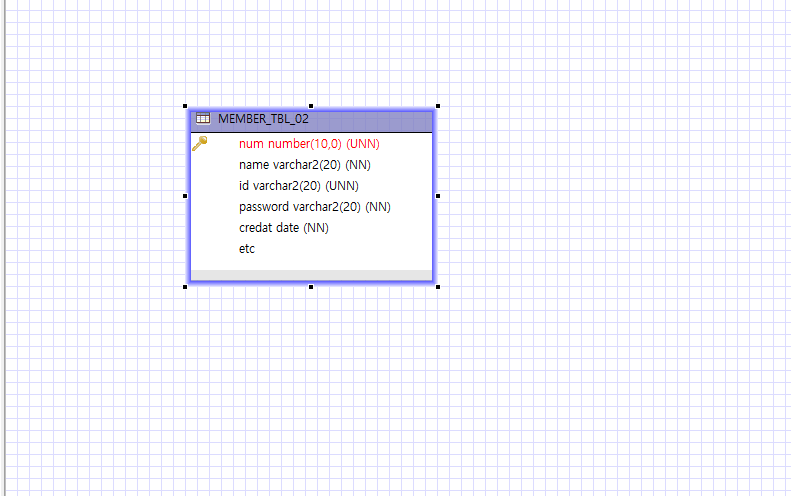 MEMBER_TBL_02
num number(10,0) (UNN)
name varchar2(20) (NN)
id varchar2(20) (UNN)
password varchar2(20) (NN)
credat date (NN)
etc